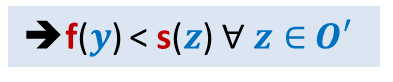 ➔f(y) < s(z) ∀ z ∈ O′